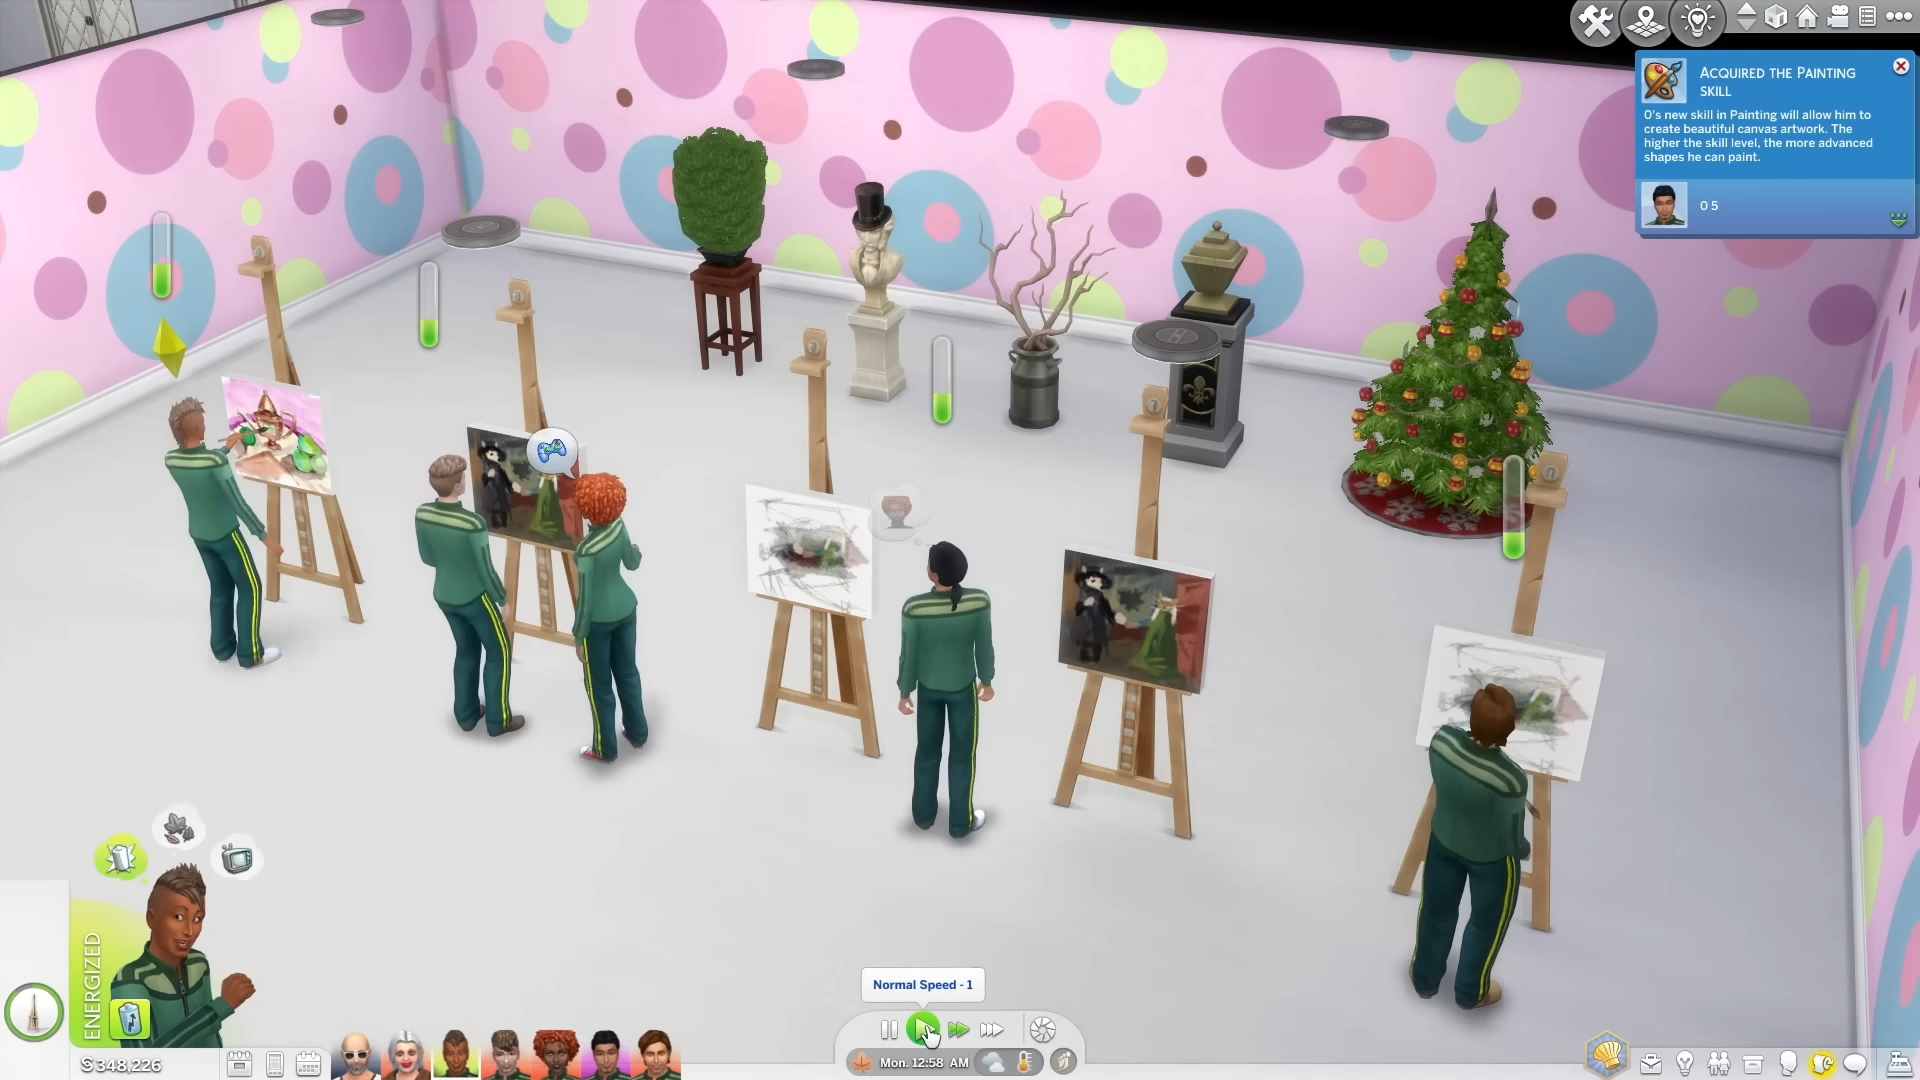 ACQUIRED THE PAINTING
SKILL
0's new skill in Painting will allow him to
create beautiful canvas artwork. The
higher the skill level, the more advanced
shapes he can paint.
0 5
ENERGIZED
Normal Speed - 1
Mon. 12:58 AM
§348,226